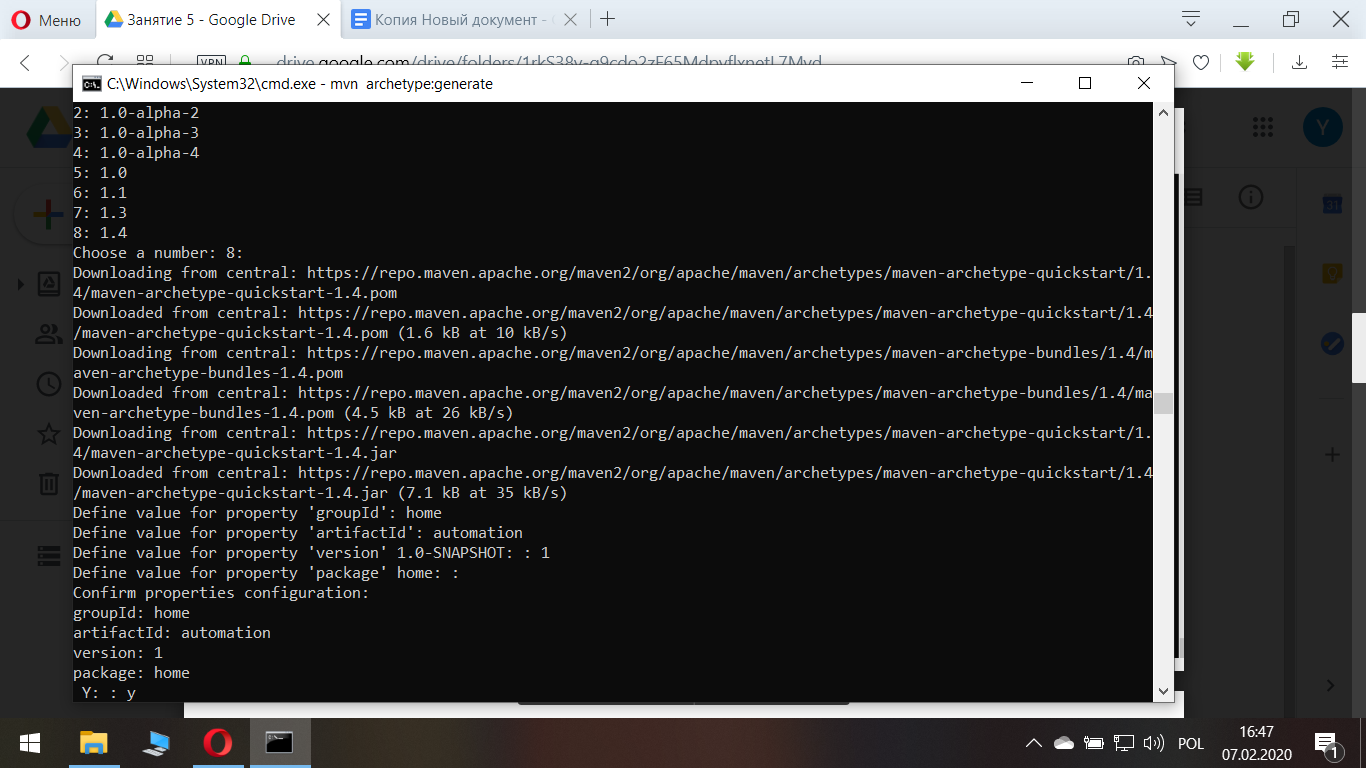 Меню
Занятие 5 - Google Drive
Копия Новый документ -
VPN
drive.google.com/drive/folders/
C:\Windows\System32\cmd.exe - mvn  archetype:generate
2: 1.0-alpha-2
3: 1.0-alpha-3
4: 1.0-alpha-4
5: 1.0
6: 1.1
7: 1.3
8: 1.4
Choose a number: 8:
Downloading from central: https://repo.maven.apache.org/maven2/org/apache/maven/archetypes/maven-archetype-quickstart/1.
4/maven-archetype-quickstart-1.4.pom
Downloaded from central: https://repo.maven.apache.org/maven2/org/apache/maven/archetypes/maven-archetype-quickstart/1.4
/maven-archetype-quickstart-1.4.pom (1.6 kB at 10 kB/s)
Downloading from central: https://repo.maven.apache.org/maven2/org/apache/maven/archetypes/maven-archetype-bundles/1.4/m
aven-archetype-bundles-1.4.pom
Downloaded from central: https://repo.maven.apache.org/maven2/org/apache/maven/archetypes/maven-archetype-bundles/1.4/ma
ven-archetype-bundles-1.4.pom (4.5 kB at 26 kB/s)
Downloading from central: https://repo.maven.apache.org/maven2/org/apache/maven/archetypes/maven-archetype-quickstart/1.
4/maven-archetype-quickstart-1.4.jar
Downloaded from central: https://repo.maven.apache.org/maven2/org/apache/maven/archetypes/maven-archetype-quickstart/1.4
/maven-archetype-quickstart-1.4.jar (7.1 kB at 35 kB/s)
Define value for property 'groupId': home
Define value for property 'artifactId': automation
Define value for property 'version' 1.0-SNAPSHOT: : 1
Define value for property 'package' home: :
Confirm properties configuration:
groupId: home
artifactId: automation
version: 1
package: home
 Y: : y
Y
31
POL
16:47
07.02.2020
1